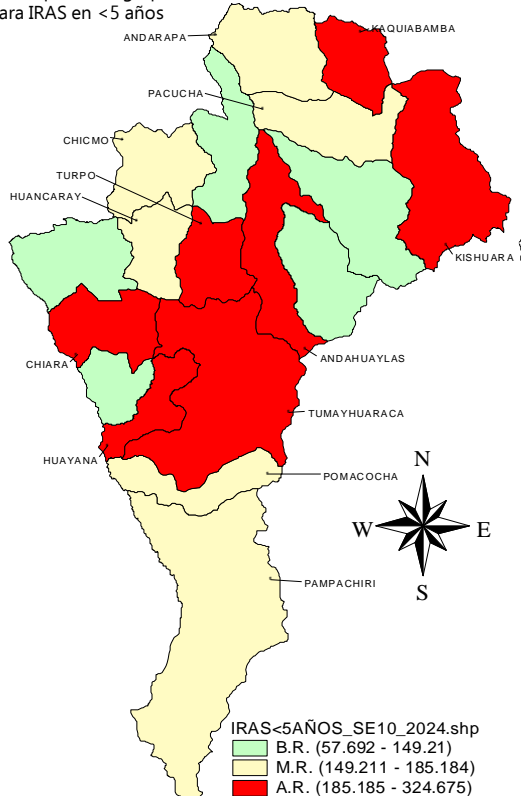 ara IRAS en <5 años
ANDARAPA
KAQUIABAMBA
PACUCHA
CHICMO
TURPO
HUANCARAY
KISHUARA
CHIARA
ANDAHUAYLAS
TUMAYHUARACA
HUAYANA
POMACOCHA
N
W E
S
PAMPACHIRI
IRAS<5AÑOS_SE10_2024.shp
B.R. (57.692 - 149.21)
M.R. (149.211 - 185.184)
A.R. (185.185 - 324.675)